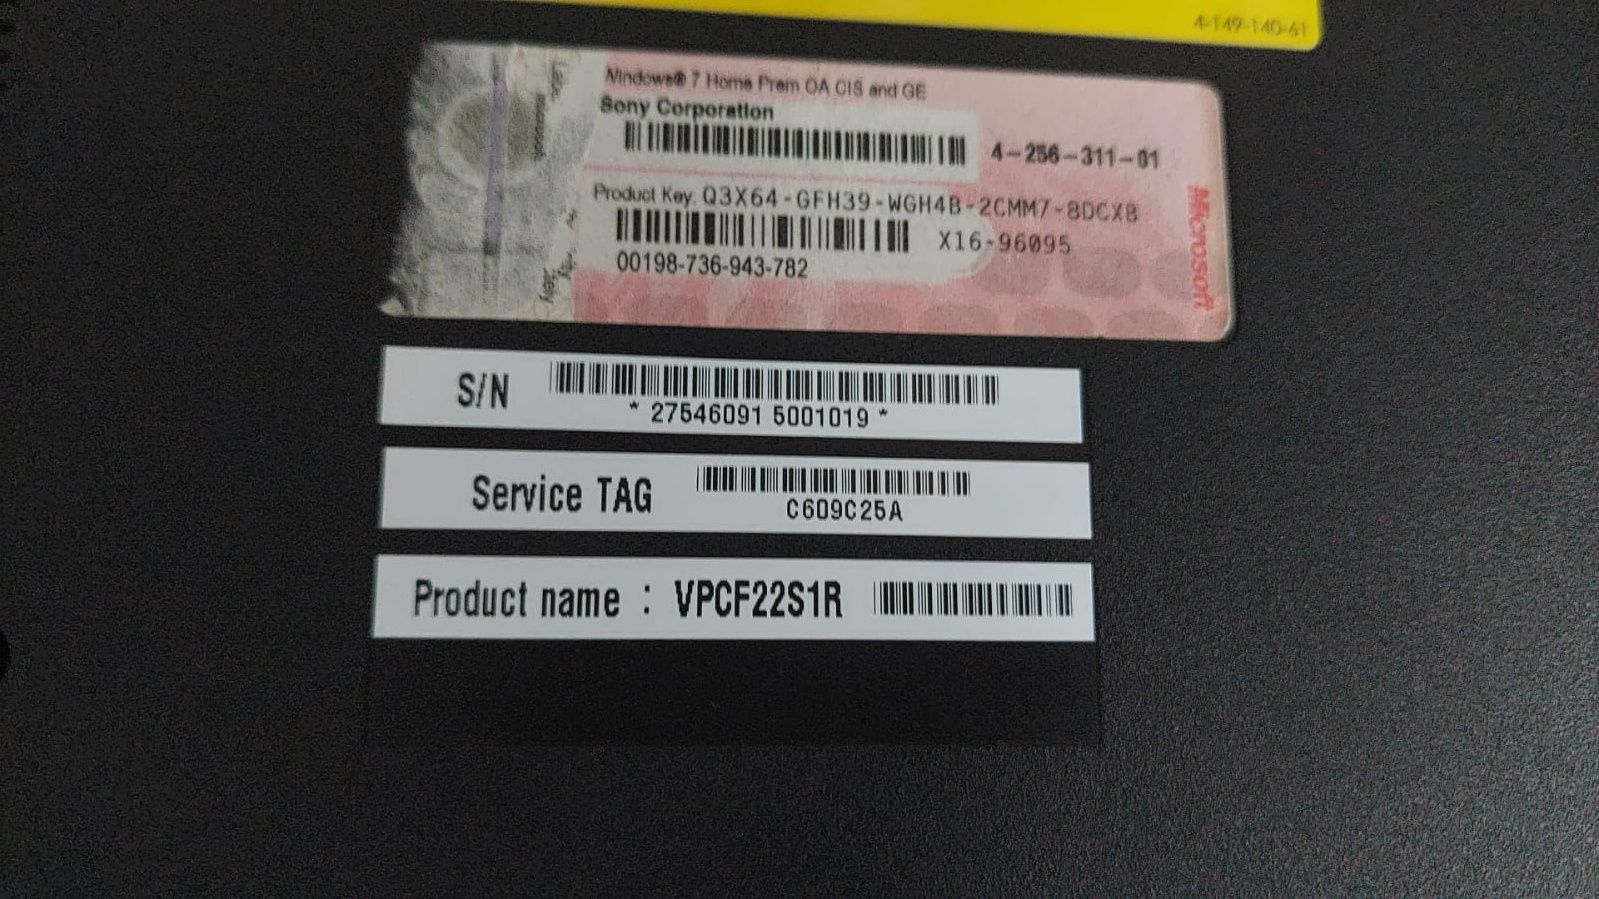 4-149-140-61
Windows® 7 Home Prem OA CIS and GE
Sony Corporation
4-256-311-01
Product Key: Q3X64-GFH39-WGH4B-2CMM7-8DCX8
X16-96095
00198-736-943-782
Microsoft
S/N
* 27546091 5001019 *
Service TAG
C609C25A
Product name : VPCF22S1R